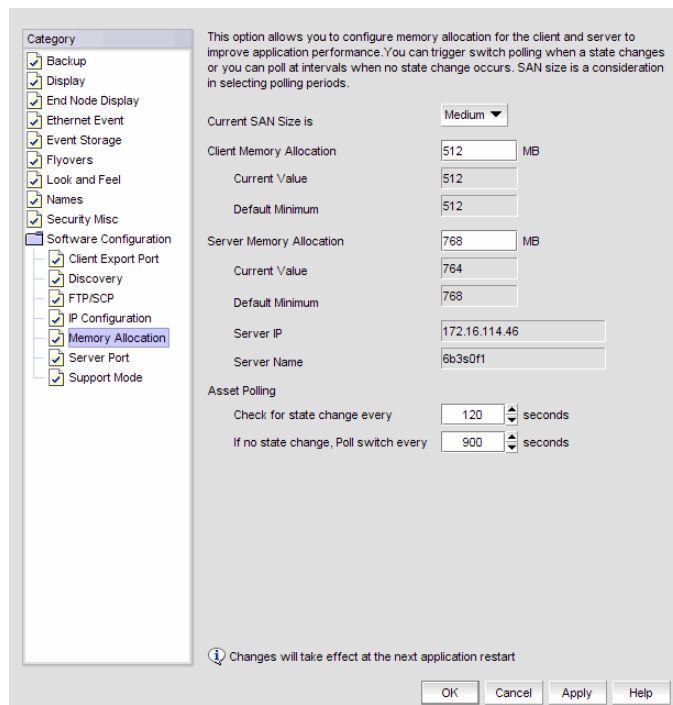 Category
Backup
Display
End Node Display
Ethernet Event
Event Storage
Flyovers
Look and Feel
Names
Security Misc
Software Configuration
Client Export Port
Discovery
FTP/SCP
IP Configuration
Memory Allocation
Server Port
Support Mode
This option allows you to configure memory allocation for the client and server to
improve application performance.You can trigger switch polling when a state changes
or you can poll at intervals when no state change occurs. SAN size is a consideration
in selecting polling periods.
Current SAN Size is Medium
Client Memory Allocation 512 MB
Current Value 512
Default Minimum 512
Server Memory Allocation 768 MB
Current Value 764
Default Minimum 768
Server IP 172.16.114.46
Server Name 6b3s0f1
Asset Polling
Check for state change every 120 seconds
If no state change, Poll switch every 900 seconds
Changes will take effect at the next application restart
OK Cancel Apply Help